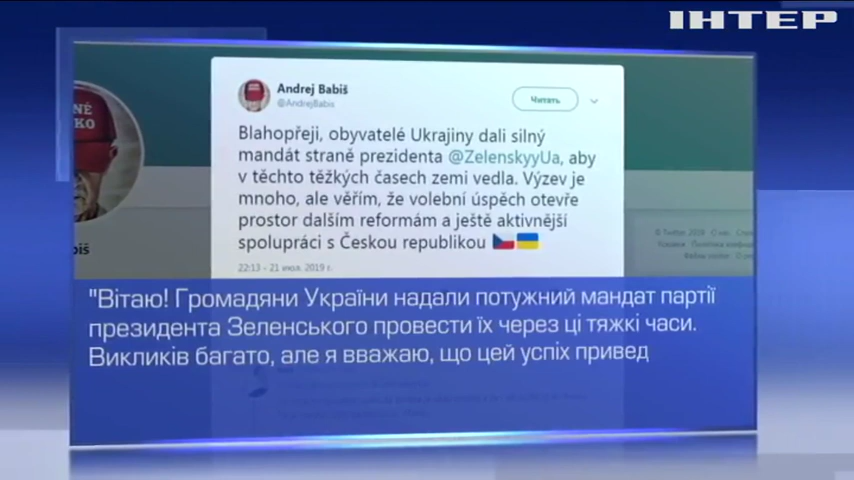 ІНТЕР
Andrej Babiš
@AndrejBabis
Читать
Blahopřeji, obyvatelé Ukrajiny dali silný
mandát straně prezidenta @ZelenskyyUa, aby
v těchto těžkých časech zemi vedla. Výzev je
mnoho, ale věřím, že volební úspěch otevře
prostor dalším reformám a ještě aktivnější
spolupráci s Českou republikou 🇨🇿🇺🇦
22:13 – 21 июл. 2019 г.
© Twitter 2019
"Вітаю! Громадяни України надали потужний мандат партії
президента Зеленського провести їх через ці тяжкі часи.
Викликів багато, але я вважаю, що цей успіх привед